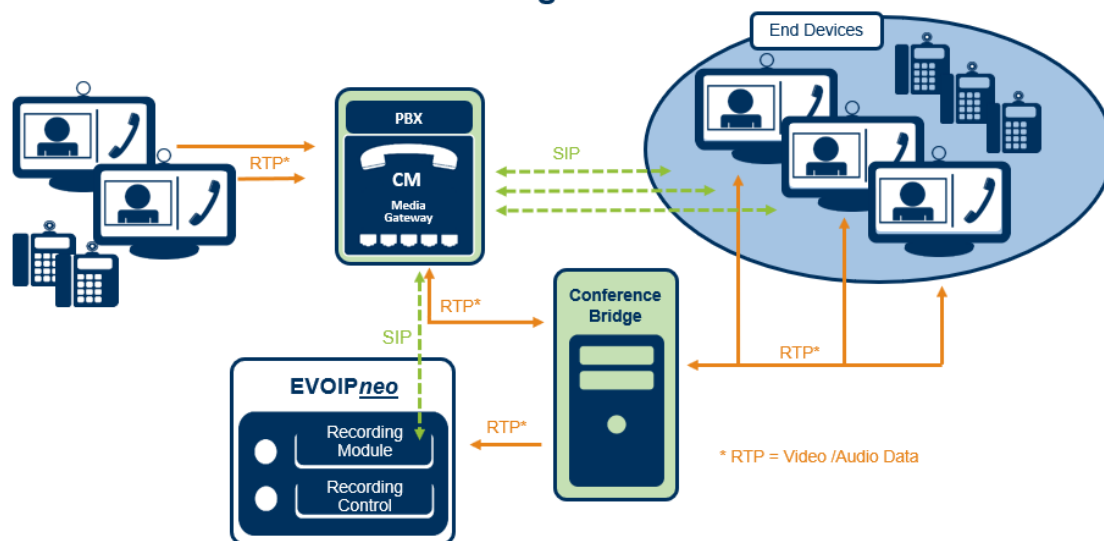 End Devices
PBX
CM
Media
Gateway
RTP*
SIP
RTP*
SIP
Conference
Bridge
RTP*
EVOIPneo
Recording
Module
Recording
Control
RTP*
* RTP = Video /Audio Data